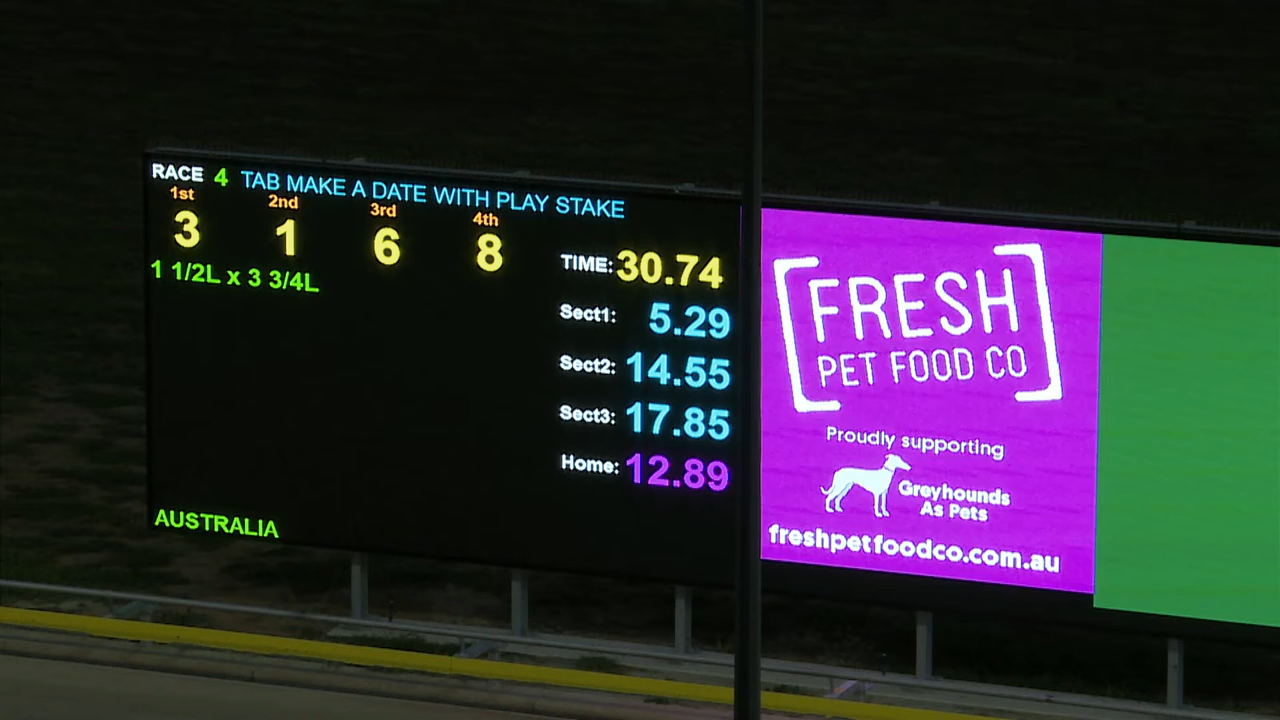 RACE 4 TAB MAKE A DATE WITH PLAY STAKE
1st 2nd 3rd 4th
3 1 6 8
1 1/2L x 3 3/4L
TIME: 30.74
Sect1: 5.29
Sect2: 14.55
Sect3: 17.85
Home: 12.89
AUSTRALIA
FRESH
PET FOOD CO
Proudly supporting
Greyhounds
As Pets
freshpetfoodco.com.au